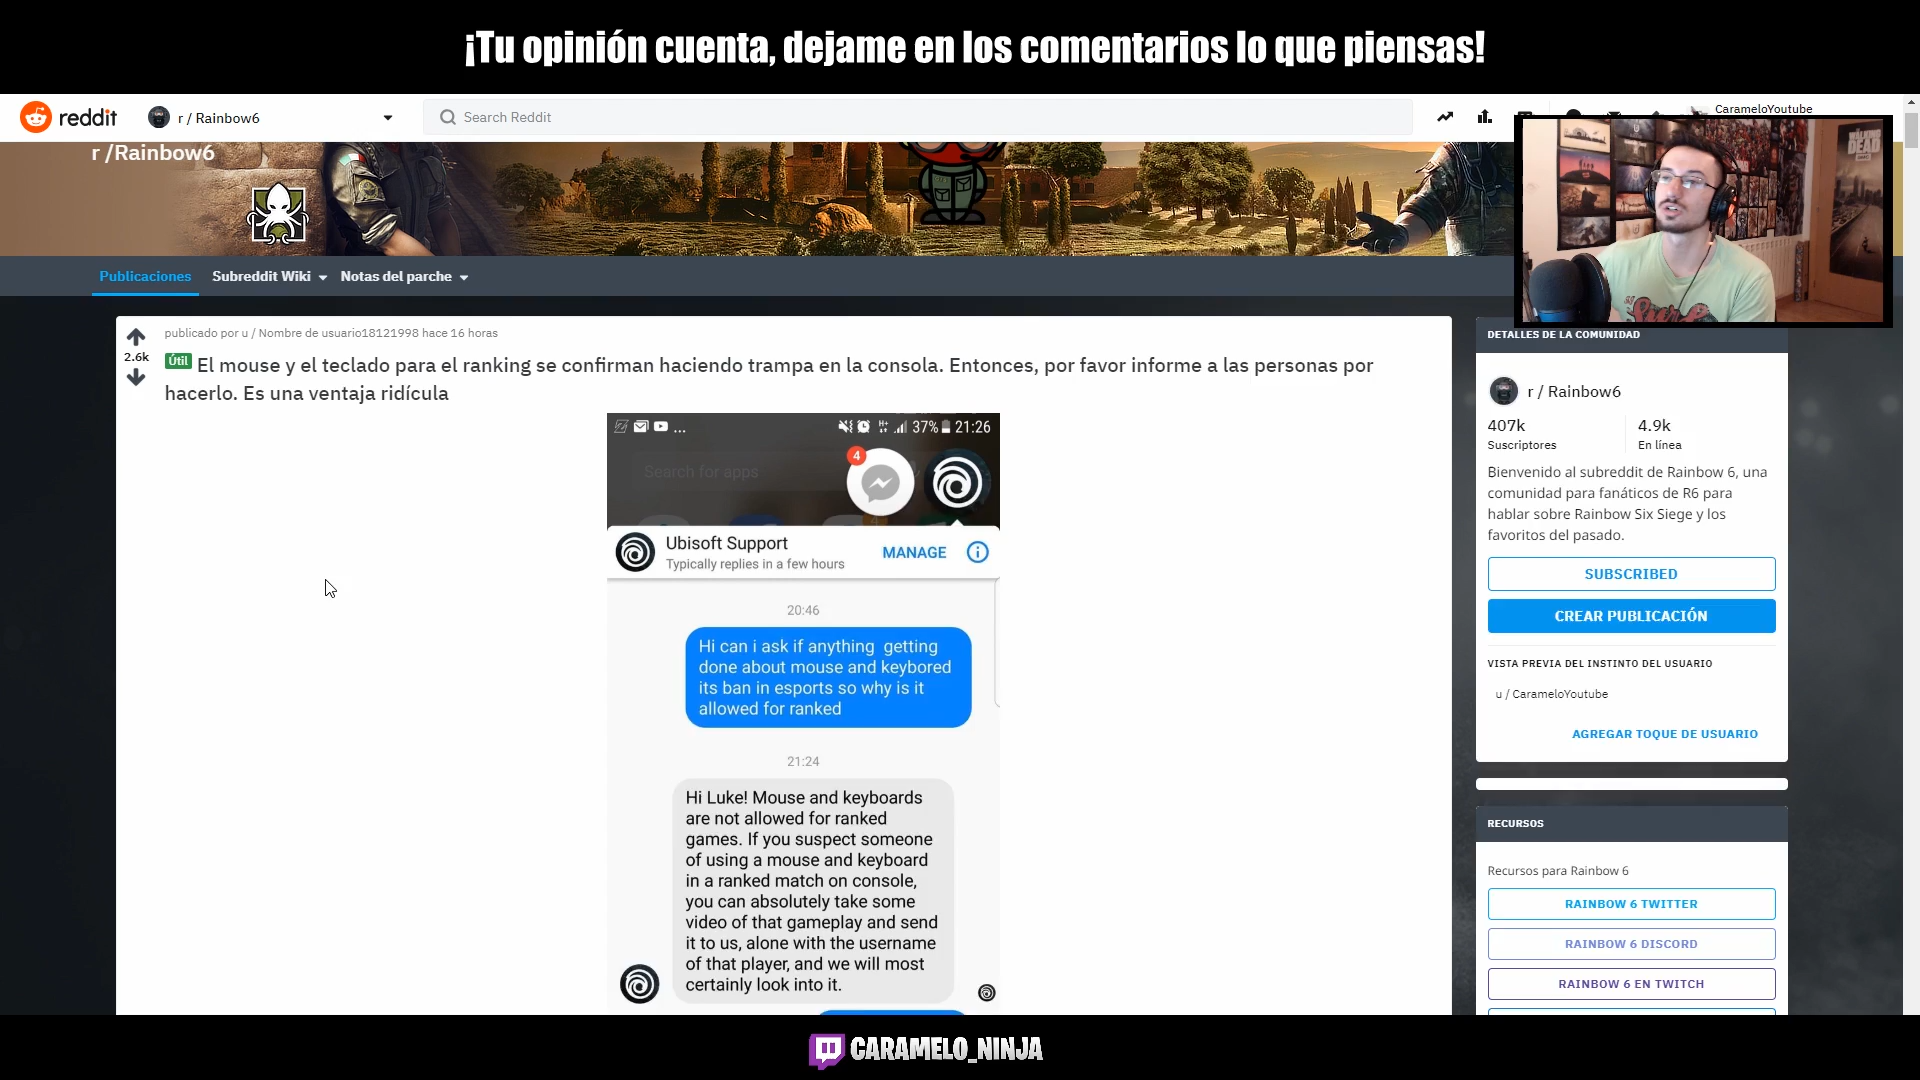 ¡Tu opinión cuenta, dejame en los comentarios lo que piensas!
reddit
r / Rainbow6
Search Reddit
CarameloYoutube
r /Rainbow6
THE WALKING DEAD
Publicaciones
Subreddit Wiki
Notas del parche
publicado por u / Nombre de usuario18121998 hace 16 horas
2.6k
Útil El mouse y el teclado para el ranking se confirman haciendo trampa en la consola. Entonces, por favor informe a las personas por
hacerlo. Es una ventaja ridícula
... 37% 21:26
Search for apps
4
Ubisoft Support
Typically replies in a few hours
MANAGE
20:46
Hi can i ask if anything getting
done about mouse and keybored
its ban in esports so why is it
allowed for ranked
21:24
Hi Luke! Mouse and keyboards
are not allowed for ranked
games. If you suspect someone
of using a mouse and keyboard
in a ranked match on console,
you can absolutely take some
video of that gameplay and send
it to us, alone with the username
of that player, and we will most
certainly look into it.
DETALLES DE LA COMUNIDAD
r / Rainbow6
407k
Suscriptores
4.9k
En línea
Bienvenido al subreddit de Rainbow 6, una
comunidad para fanáticos de R6 para
hablar sobre Rainbow Six Siege y los
favoritos del pasado.
SUBSCRIBED
CREAR PUBLICACIÓN
VISTA PREVIA DEL INSTINTO DEL USUARIO
u / CarameloYoutube
AGREGAR TOQUE DE USUARIO
RECURSOS
Recursos para Rainbow 6
RAINBOW 6 TWITTER
RAINBOW 6 DISCORD
RAINBOW 6 EN TWITCH
CARAMELO_NINJA